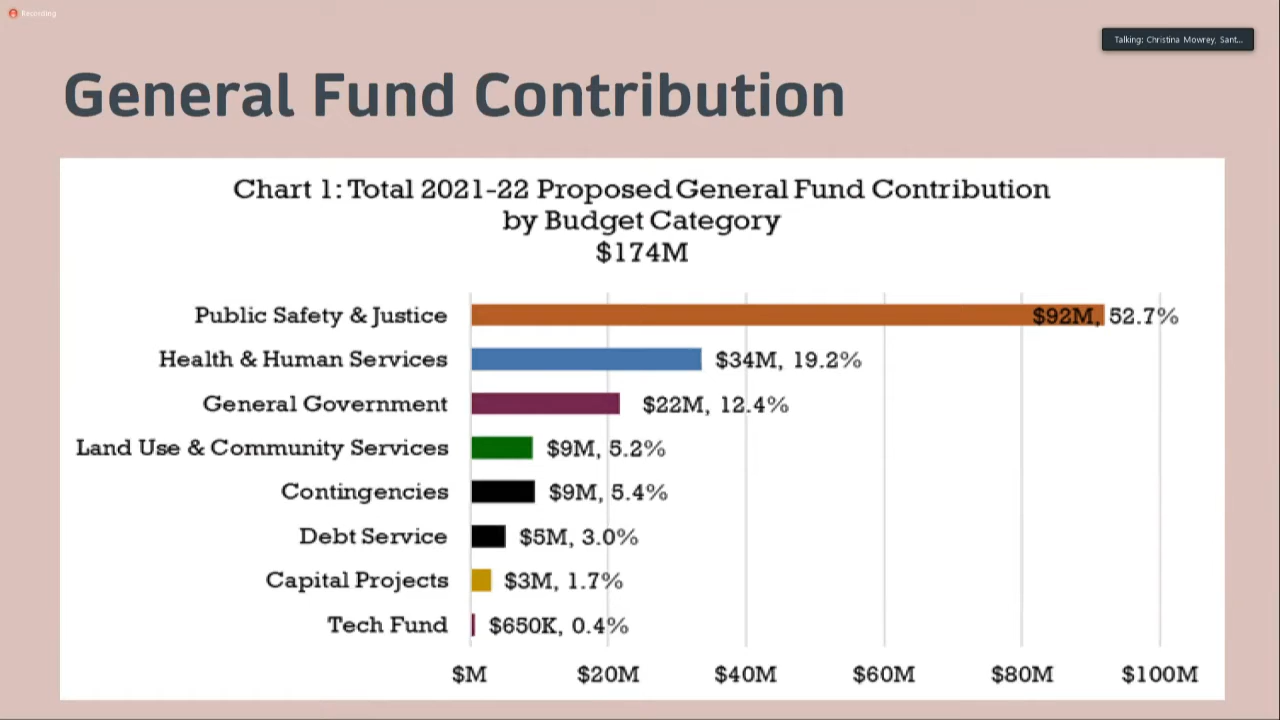 Recording
Talking: Christina Mowrey, Sant...
General Fund Contribution
Chart 1: Total 2021-22 Proposed General Fund Contribution
by Budget Category
$174M
Public Safety & Justice $92M, 52.7%
Health & Human Services $34M, 19.2%
General Government $22M, 12.4%
Land Use & Community Services $9M, 5.2%
Contingencies $9M, 5.4%
Debt Service $5M, 3.0%
Capital Projects $3M, 1.7%
Tech Fund $650K, 0.4%
$M $20M $40M $60M $80M $100M